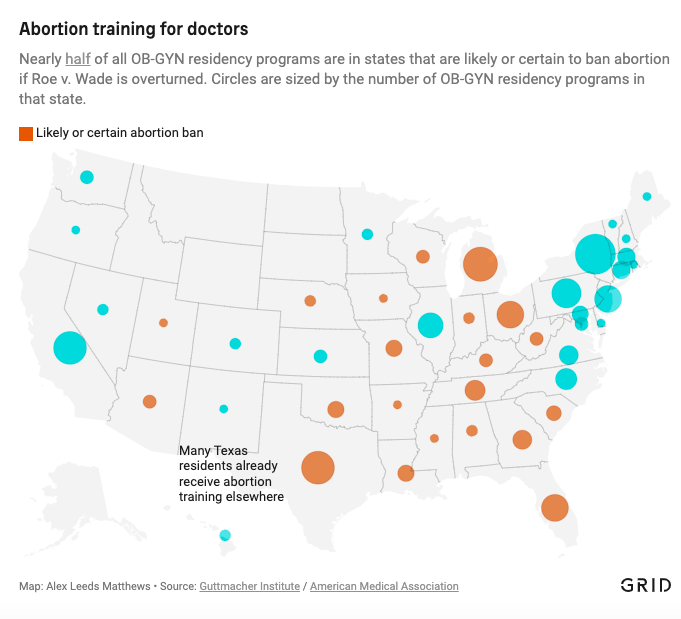 Abortion training for doctors
Nearly half of all OB-GYN residency programs are in states that are likely or certain to ban abortion
if Roe v. Wade is overturned. Circles are sized by the number of OB-GYN residency programs in
that state.
Likely or certain abortion ban
Many Texas
residents already
receive abortion
training elsewhere
Map: Alex Leeds Matthews • Source: Guttmacher Institute / American Medical Association
GRID